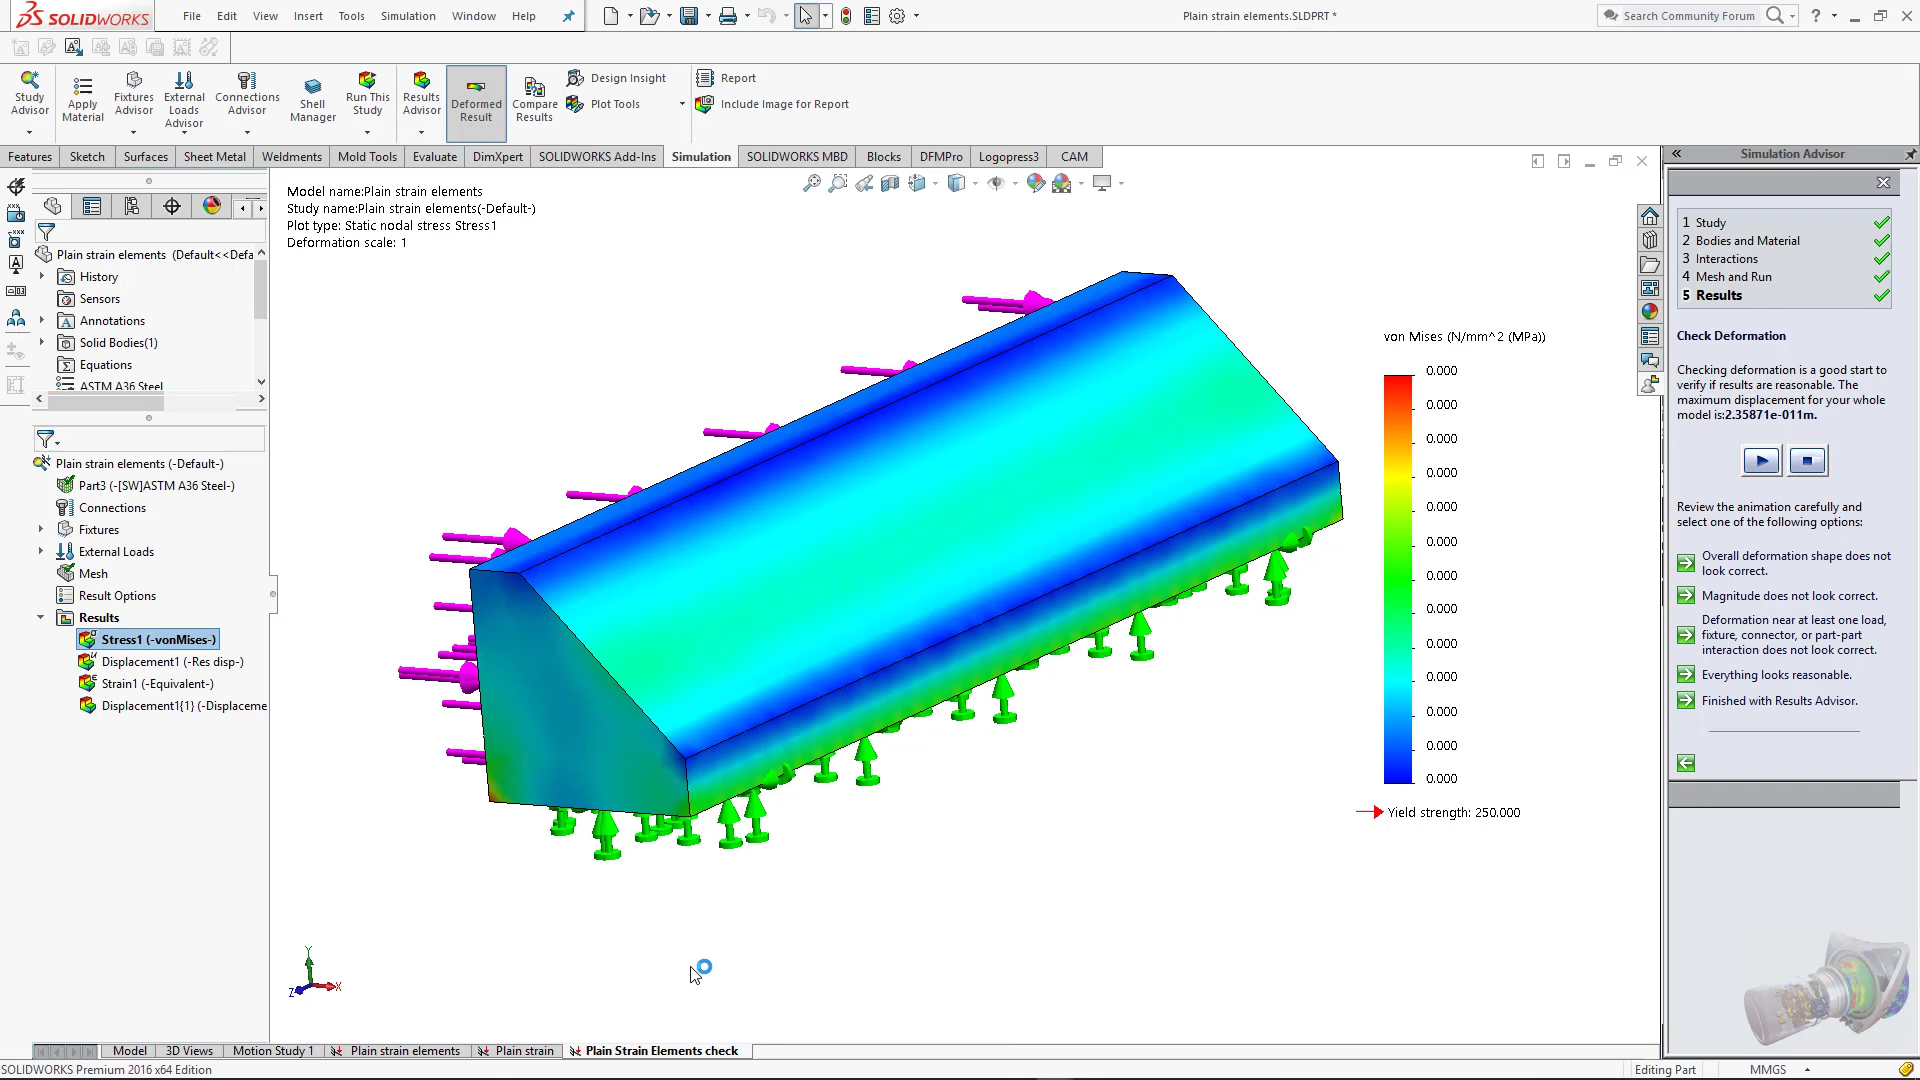 SOLIDWORKS
File Edit View Insert Tools Simulation Window Help
Plain strain elements.SLDPRT *
Search Community Forum
Study Advisor
Apply Material
Fixtures Advisor
External Loads Advisor
Connections Advisor
Shell Manager
Run This Study
Results Advisor
Deformed Result
Compare Results
Design Insight
Plot Tools
Report
Include Image for Report
Features Sketch Surfaces Sheet Metal Weldments Mold Tools Evaluate DimXpert SOLIDWORKS Add-Ins Simulation SOLIDWORKS MBD Blocks DFMPro Logopress3 CAM
Plain strain elements (Default<<Defa
History
Sensors
Annotations
Solid Bodies(1)
Equations
ASTM A36 Steel
Plain strain elements (-Default-)
Part3 (-[SW]ASTM A36 Steel-)
Connections
Fixtures
External Loads
Mesh
Result Options
Results
Stress1 (-vonMises-)
Displacement1 (-Res disp-)
Strain1 (-Equivalent-)
Displacement1{1} (-Displaceme
Model name:Plain strain elements
Study name:Plain strain elements(-Default-)
Plot type: Static nodal stress Stress1
Deformation scale: 1
von Mises (N/mm^2 (MPa))
0.000
0.000
0.000
0.000
0.000
0.000
0.000
0.000
0.000
0.000
0.000
0.000
0.000
Yield strength: 250.000
Y
X
Z
Simulation Advisor
1 Study
2 Bodies and Material
3 Interactions
4 Mesh and Run
5 Results
Check Deformation
Checking deformation is a good start to
verify if results are reasonable. The
maximum displacement for your whole
model is:2.35871e-011m.
Review the animation carefully and
select one of the following options:
Overall deformation shape does not
look correct.
Magnitude does not look correct.
Deformation near at least one load,
fixture, connector, or part-part
interaction does not look correct.
Everything looks reasonable.
Finished with Results Advisor.
Model 3D Views Motion Study 1 Plain strain elements Plain strain Plain Strain Elements check
SOLIDWORKS Premium 2016 x64 Edition
Editing Part MMGS